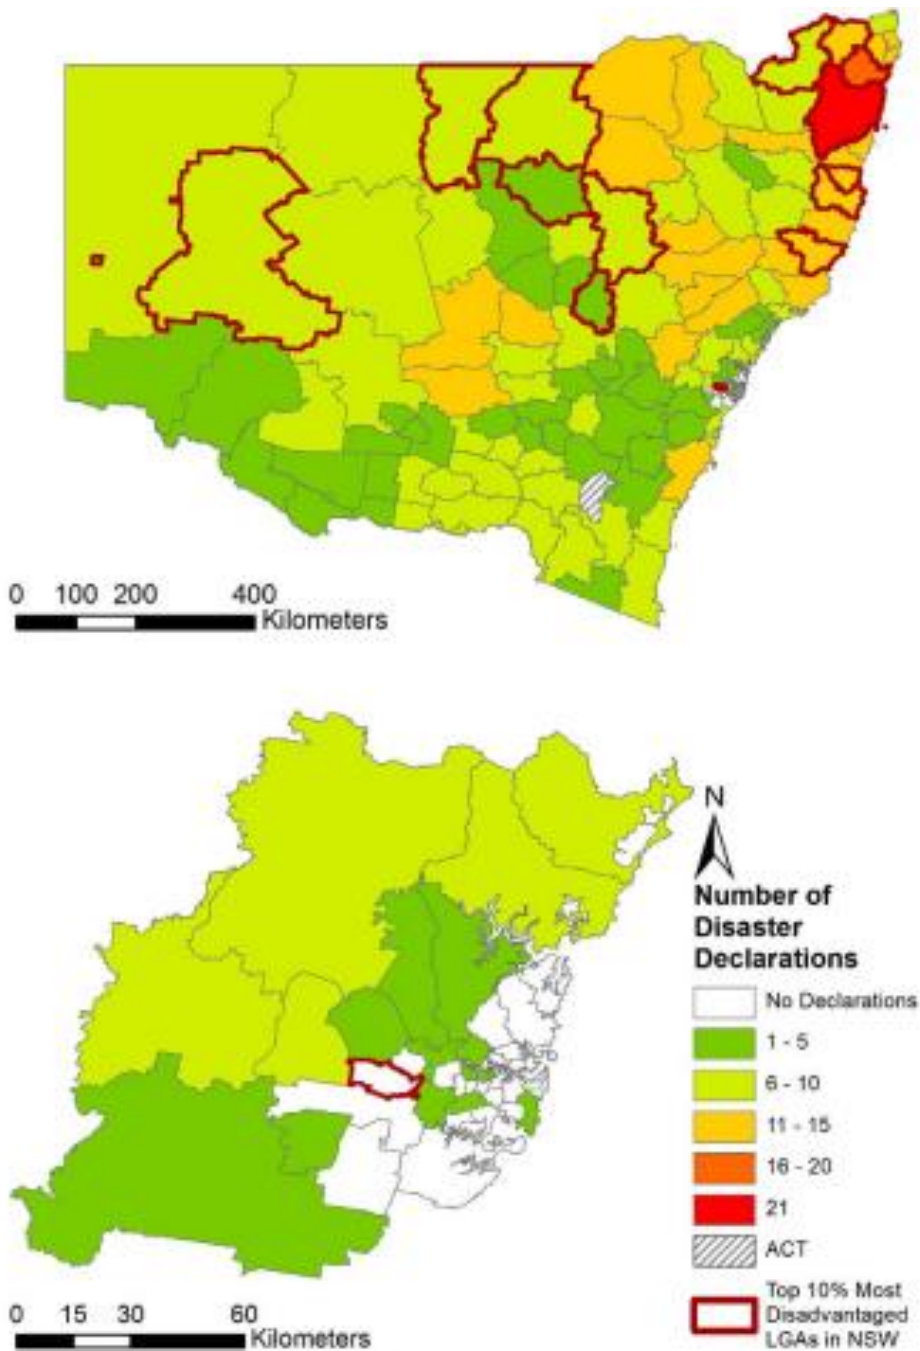 0 100 200 400
Kilometers
N
Number of
Disaster
Declarations
No Declarations
1 - 5
6 - 10
11 - 15
16 - 20
21
ACT
Top 10% Most
Disadvantaged
LGAs in NSW
0 15 30 60
Kilometers